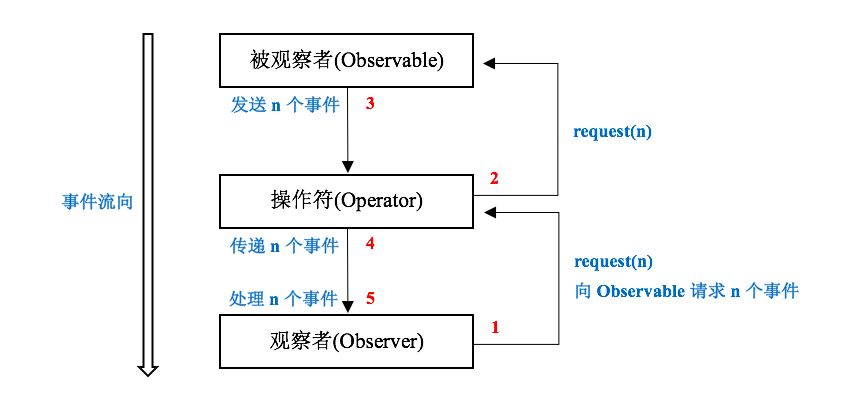 被观察者(Observable)
发送 n 个事件
3
request(n)
2
事件流向
操作符(Operator)
传递 n 个事件
4
request(n)
向 Observable 请求 n 个事件
处理 n 个事件
5
1
观察者(Observer)